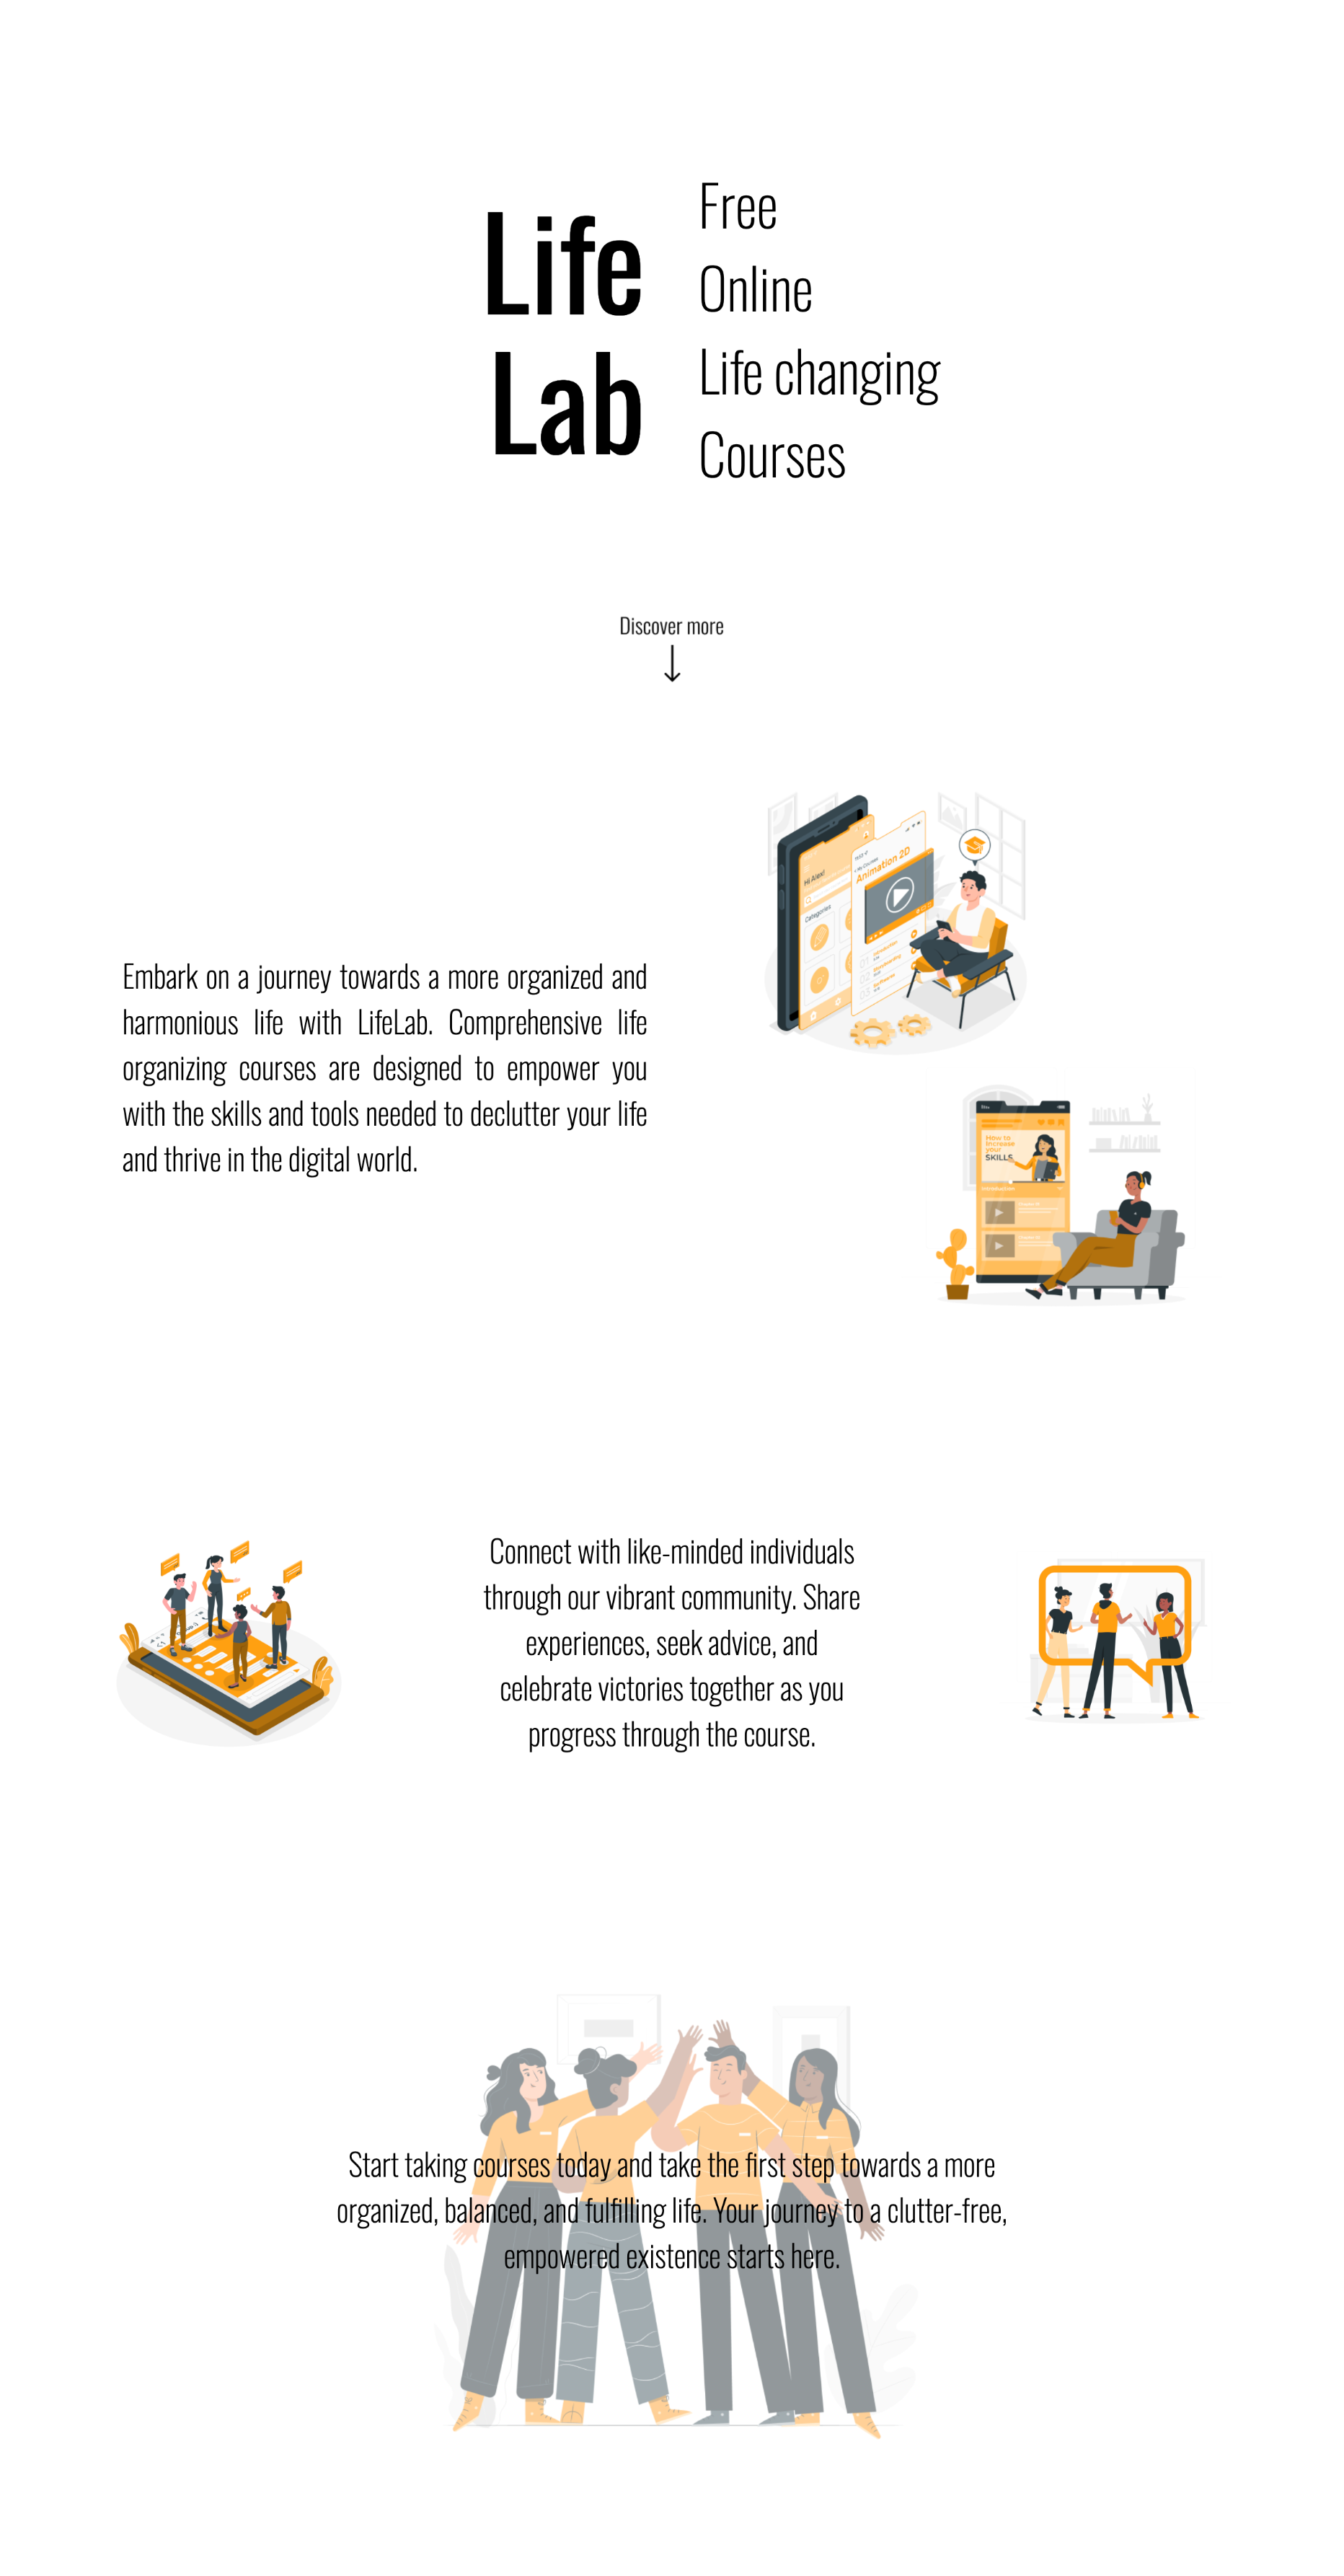 Life
Lab
Free
Online
Life changing
Courses
Discover more
Hi Alex!
Categories
My Courses
Animation 2D
Embark on a journey towards a more organized and
harmonious life with LifeLab. Comprehensive life
organizing courses are designed to empower you
with the skills and tools needed to declutter your life
and thrive in the digital world.
How to
increase
your
SKILLS
Connect with like-minded individuals
through our vibrant community. Share
experiences, seek advice, and
celebrate victories together as you
progress through the course.
Start taking courses today and take the first step towards a more
organized, balanced, and fulfilling life. Your journey to a clutter-free,
empowered existence starts here.